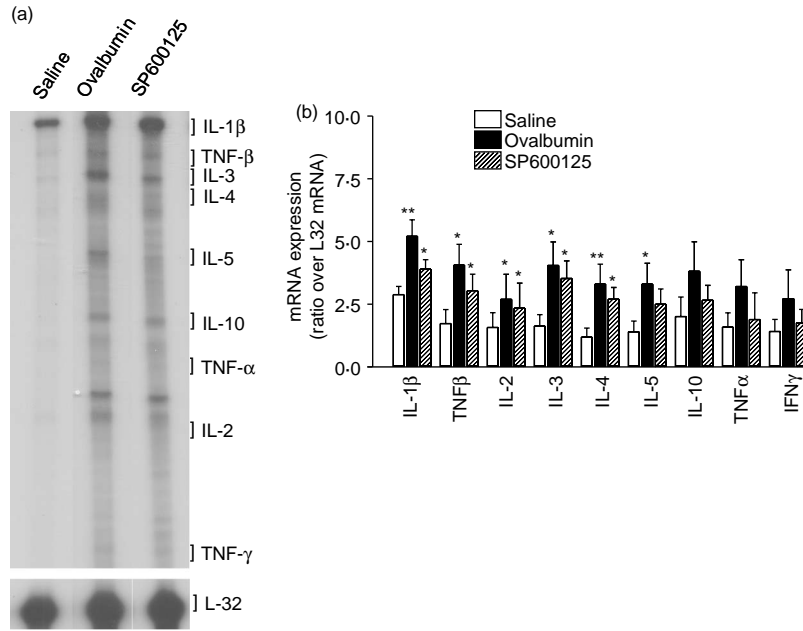 (a)
Saline
Ovalbumin
SP600125
IL-1β
TNF-β
IL-3
IL-4
IL-5
IL-10
TNF-α
IL-2
TNF-γ
L-32
(b)
Saline
Ovalbumin
SP600125
mRNA expression
(ratio over L32 mRNA)
10·0
7·5
5·0
2·5
0·0
** * * * * * * * ** * *
IL-1β TNFβ IL-2 IL-3 IL-4 IL-5 IL-10 TNFα IFNγ